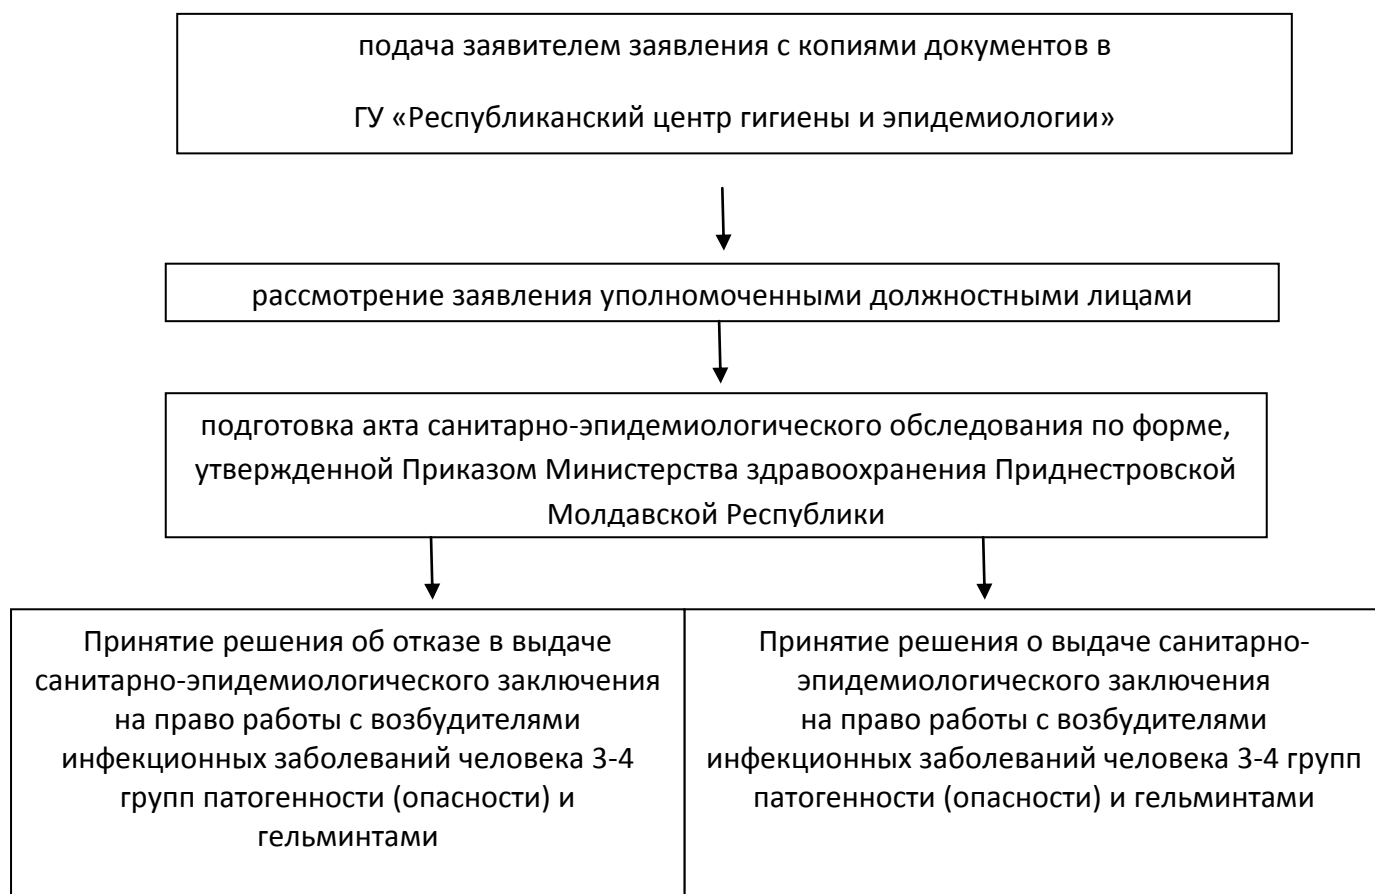 подача заявителем заявления с копиями документов в
ГУ «Республиканский центр гигиены и эпидемиологии»
рассмотрение заявления уполномоченными должностными лицами
подготовка акта санитарно-эпидемиологического обследования по форме,
утвержденной Приказом Министерства здравоохранения Приднестровской
Молдавской Республики
Принятие решения об отказе в выдаче
санитарно-эпидемиологического заключения
на право работы с возбудителями
инфекционных заболеваний человека 3-4
групп патогенности (опасности) и
гельминтами
Принятие решения о выдаче санитарно-
эпидемиологического заключения
на право работы с возбудителями
инфекционных заболеваний человека 3-4 групп
патогенности (опасности) и гельминтами